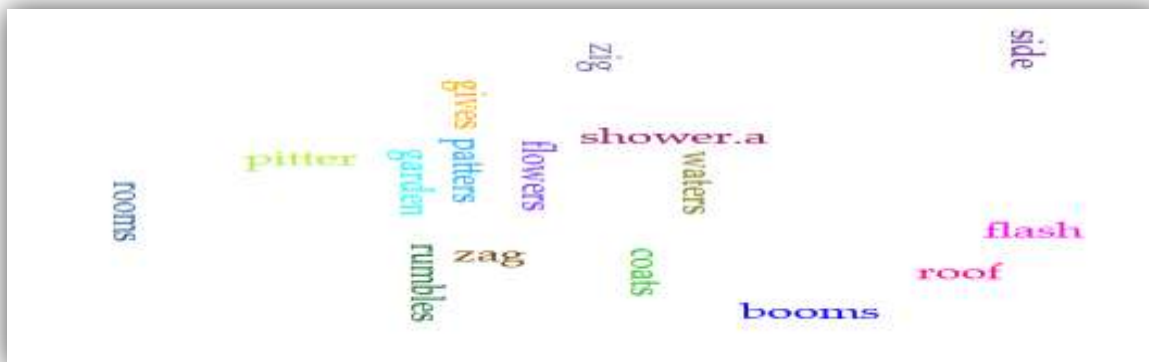 side
zig
gives
shower.a
pitter
garden
patters
flowers
waters
rooms
flash
rumbles
zag
coats
roof
booms